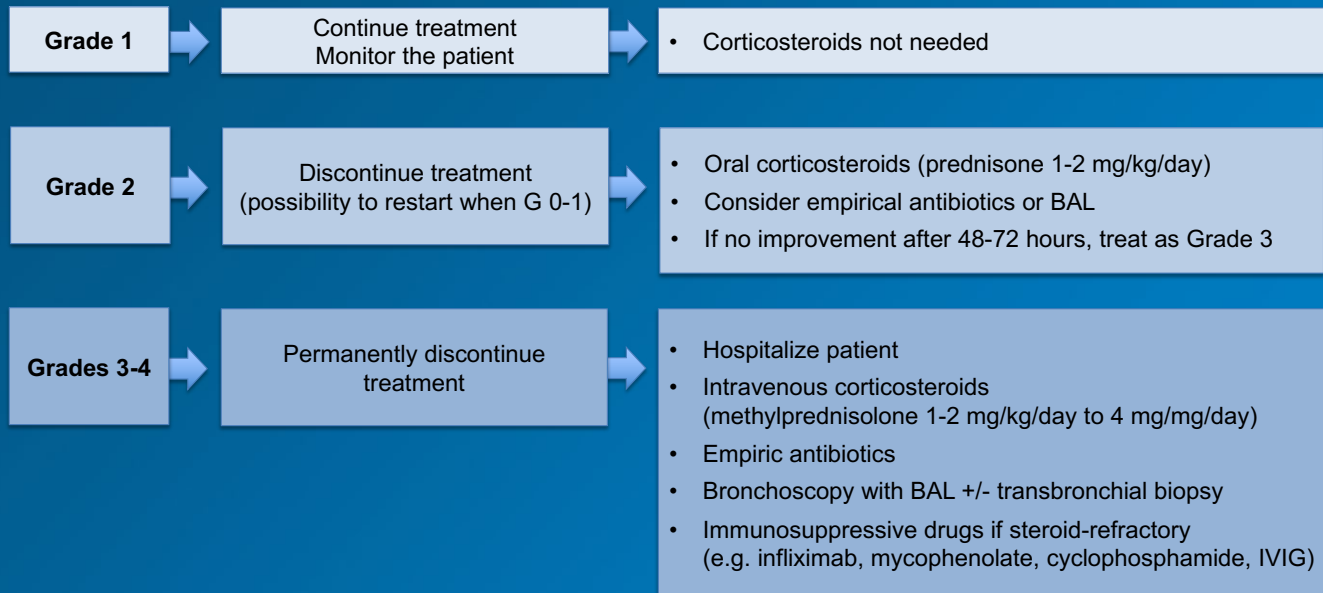 Grade 1
Continue treatment
Monitor the patient
• Corticosteroids not needed
Grade 2
Discontinue treatment
(possibility to restart when G 0-1)
• Oral corticosteroids (prednisone 1-2 mg/kg/day)
• Consider empirical antibiotics or BAL
• If no improvement after 48-72 hours, treat as Grade 3
Grades 3-4
Permanently discontinue
treatment
• Hospitalize patient
• Intravenous corticosteroids
(methylprednisolone 1-2 mg/kg/day to 4 mg/mg/day)
• Empiric antibiotics
• Bronchoscopy with BAL +/- transbronchial biopsy
• Immunosuppressive drugs if steroid-refractory
(e.g. infliximab, mycophenolate, cyclophosphamide, IVIG)